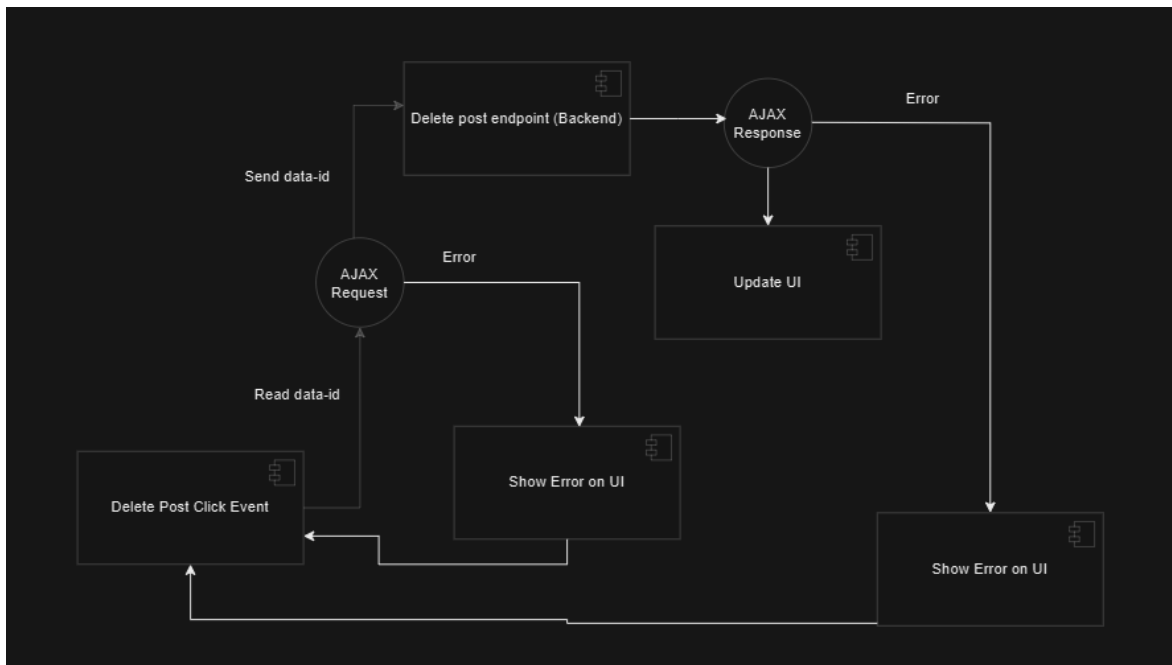 Delete post endpoint (Backend)
AJAX
Response
Error
Send data-id
Update UI
AJAX
Request
Error
Read data-id
Delete Post Click Event
Show Error on UI
Show Error on UI